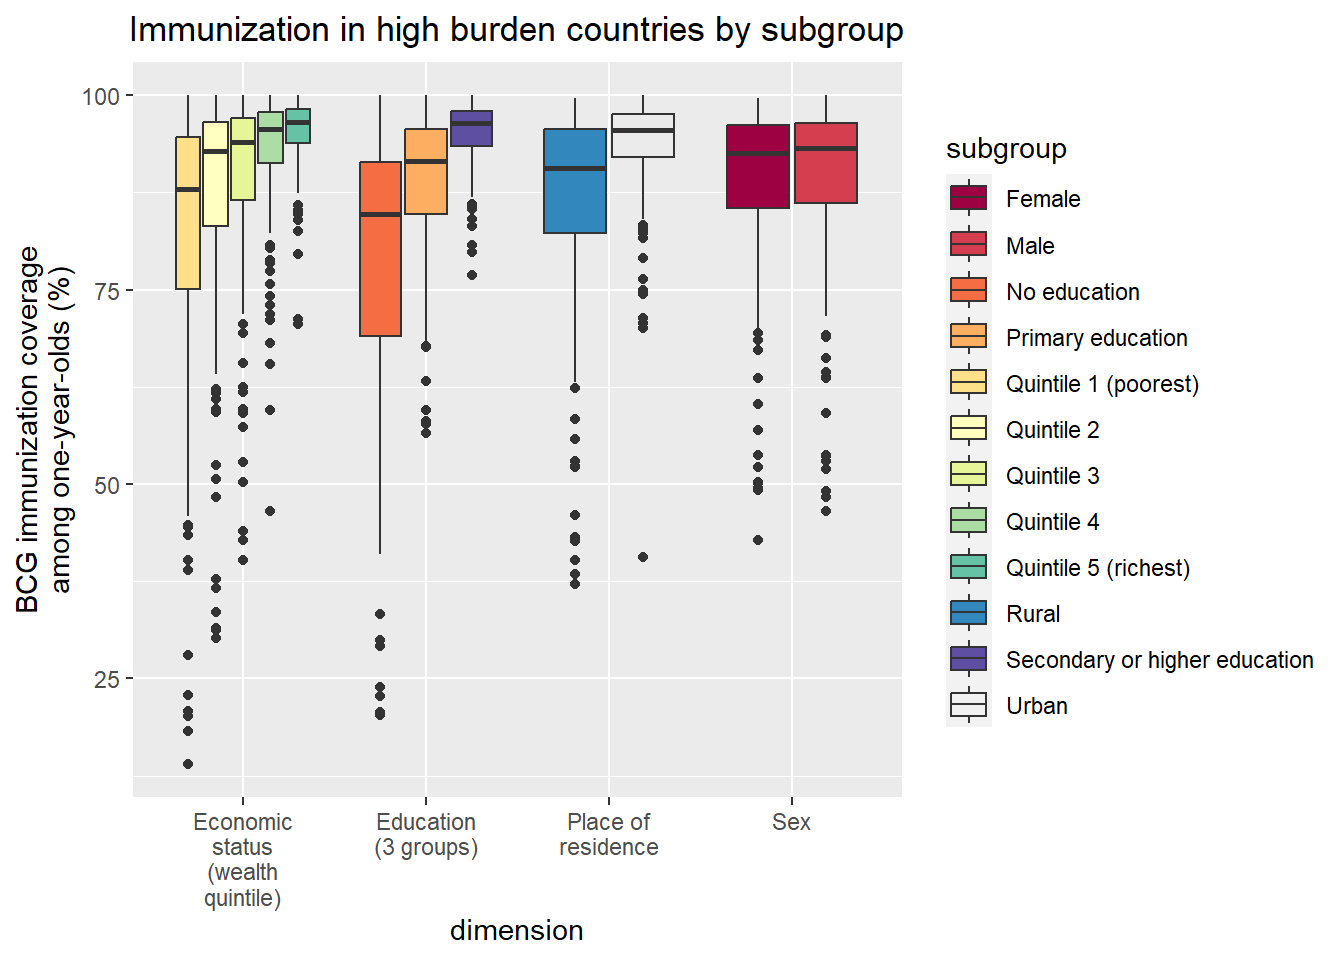 Immunization in high burden countries by subgroup
BCG immunization coverage
among one-year-olds (%)
100
75
50
25
Economic
status
(wealth
quintile)
Education
(3 groups)
Place of
residence
Sex
dimension
subgroup
Female
Male
No education
Primary education
Quintile 1 (poorest)
Quintile 2
Quintile 3
Quintile 4
Quintile 5 (richest)
Rural
Secondary or higher education
Urban